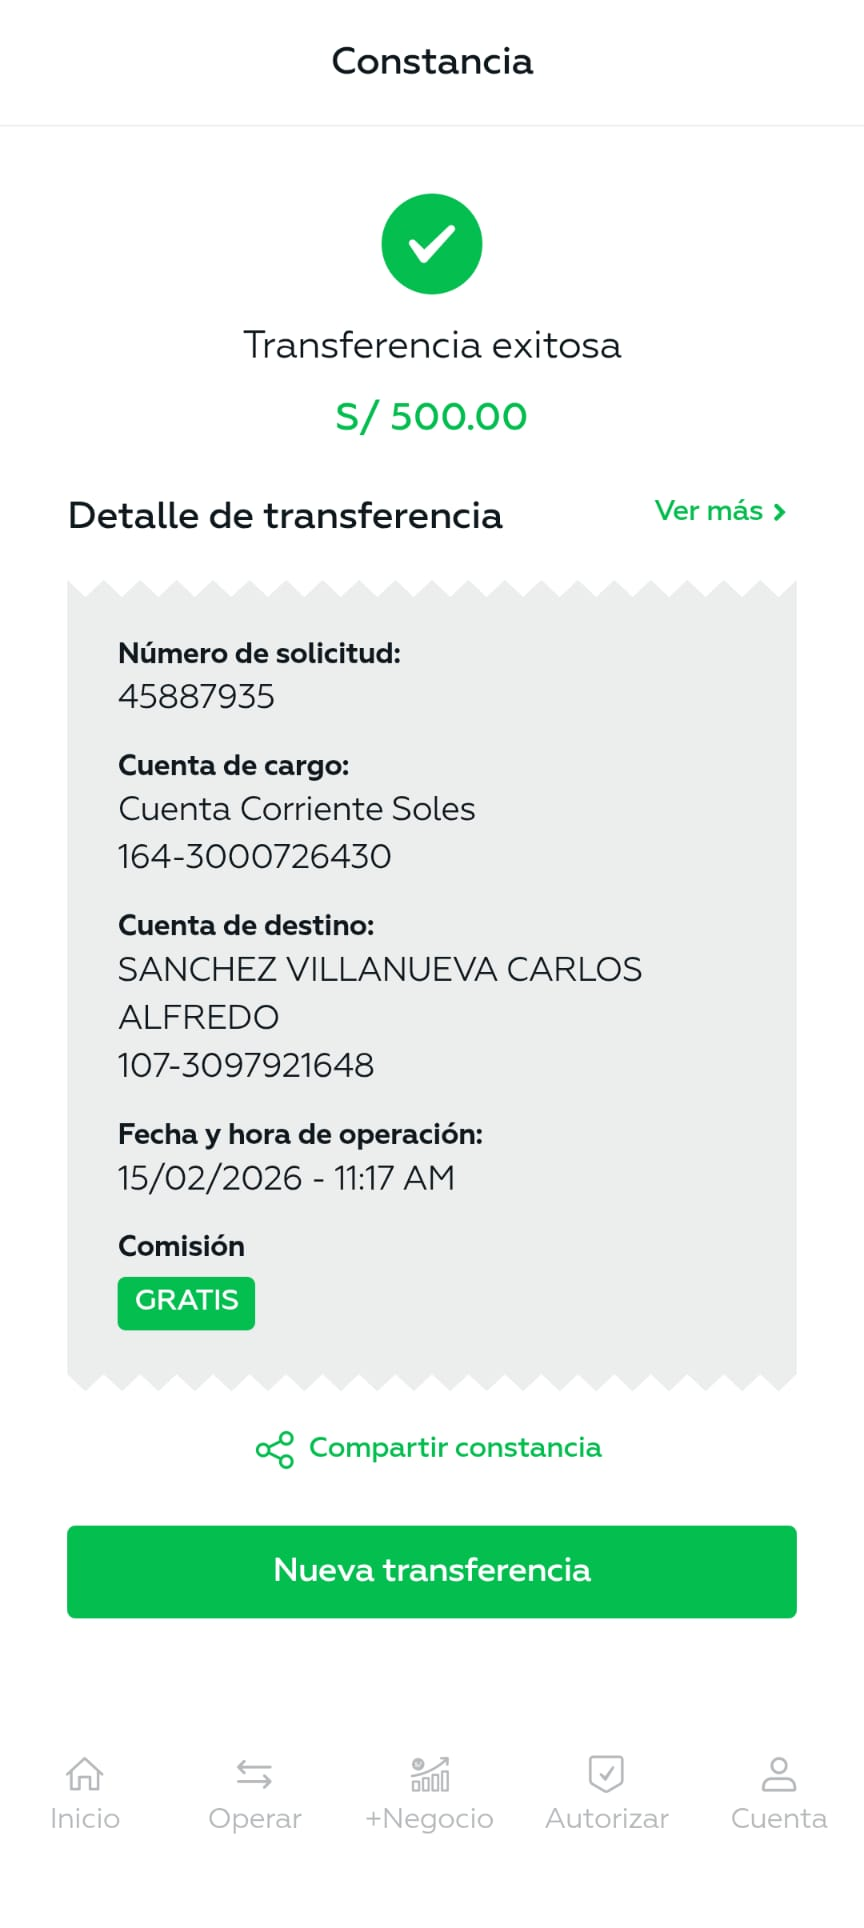 Constancia
Transferencia exitosa
S/ 500.00
Detalle de transferencia
Ver más
Número de solicitud:
45887935
Cuenta de cargo:
Cuenta Corriente Soles
164-3000726430
Cuenta de destino:
SANCHEZ VILLANUEVA CARLOS
ALFREDO
107-3097921648
Fecha y hora de operación:
15/02/2026 - 11:17 AM
Comisión
GRATIS
Compartir constancia
Nueva transferencia
Inicio
Operar
+Negocio
Autorizar
Cuenta